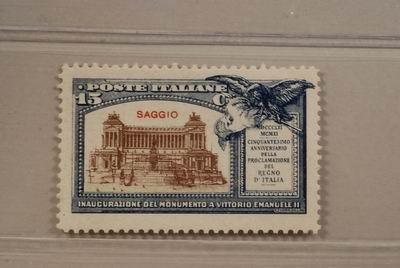 POSTE ITALIANE
15 C
SAGGIO
MDCCCLXI
MCMXI
CINQUANTESIMO
ANNIVERSARIO
DELLA
PROCLAMAZIONE
DEL
REGNO
D'ITALIA
INAUGURAZIONE DEL MONUMENTO A VITTORIO EMANUELE II